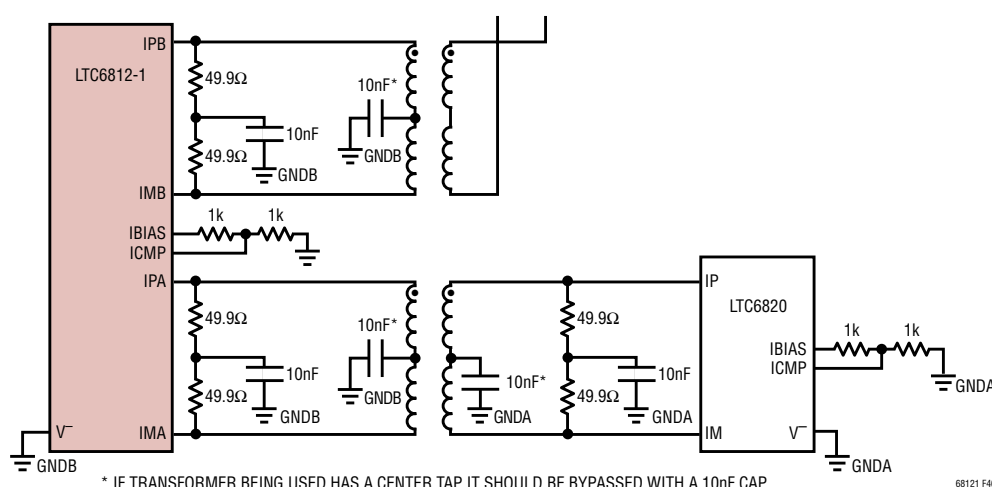 IPB
LTC6812-1
49.9Ω
10nF*
10nF
49.9Ω
GNDB
GNDB
IMB
1k
1k
IBIAS
ICMP
IPA
IP
49.9Ω
10nF*
49.9Ω
LTC6820
1k
1k
IBIAS
ICMP
10nF
10nF*
10nF
49.9Ω
GNDB
49.9Ω
GNDA
GNDB
GNDA
GNDA
V–
IMA
IM
V–
GNDB
GNDA
* IF TRANSFORMER BEING USED HAS A CENTER TAP IT SHOULD BE BYPASSED WITH A 10nF CAP